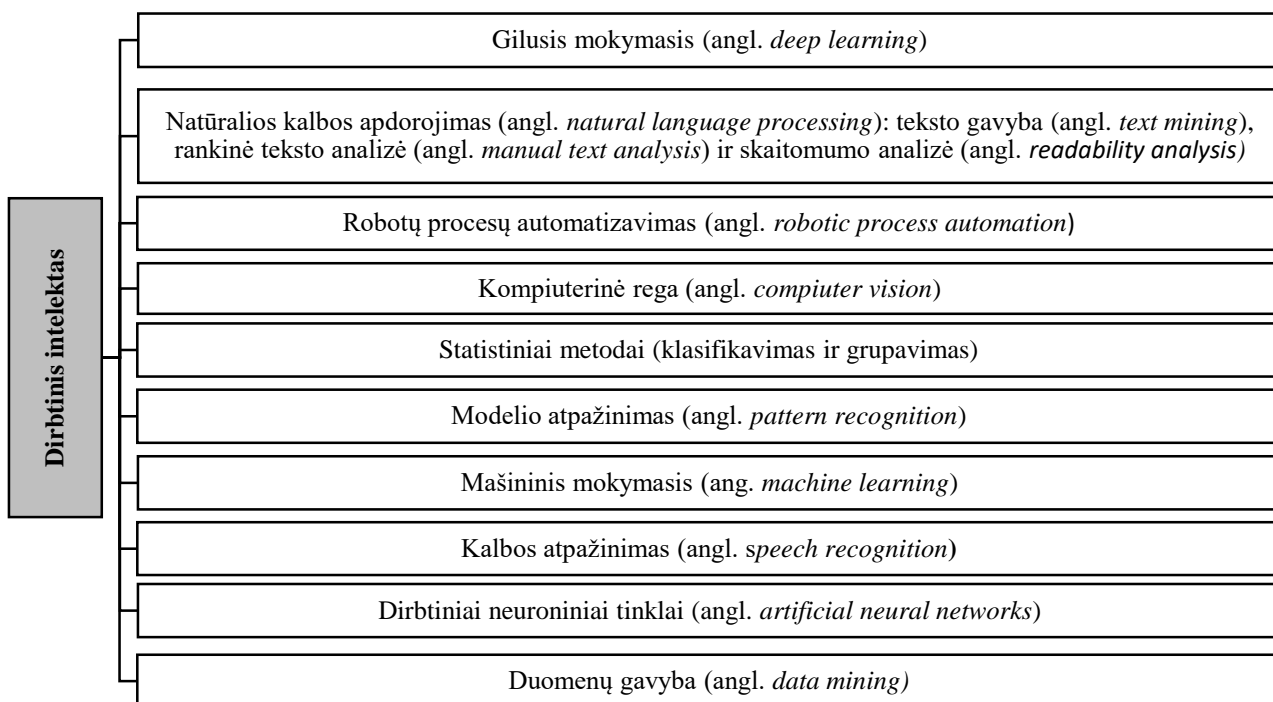 Dirbtinis intelektas
Gilusis mokymasis (angl. deep learning)
Natūralios kalbos apdorojimas (angl. natural language processing): teksto gavyba (angl. text mining),
rankinė teksto analizė (angl. manual text analysis) ir skaitomumo analizė (angl. readability analysis)
Robotų procesų automatizavimas (angl. robotic process automation)
Kompiuterinė rega (angl. compiuter vision)
Statistiniai metodai (klasifikavimas ir grupavimas)
Modelio atpažinimas (angl. pattern recognition)
Mašininis mokymasis (ang. machine learning)
Kalbos atpažinimas (angl. speech recognition)
Dirbtiniai neuroniniai tinklai (angl. artificial neural networks)
Duomenų gavyba (angl. data mining)